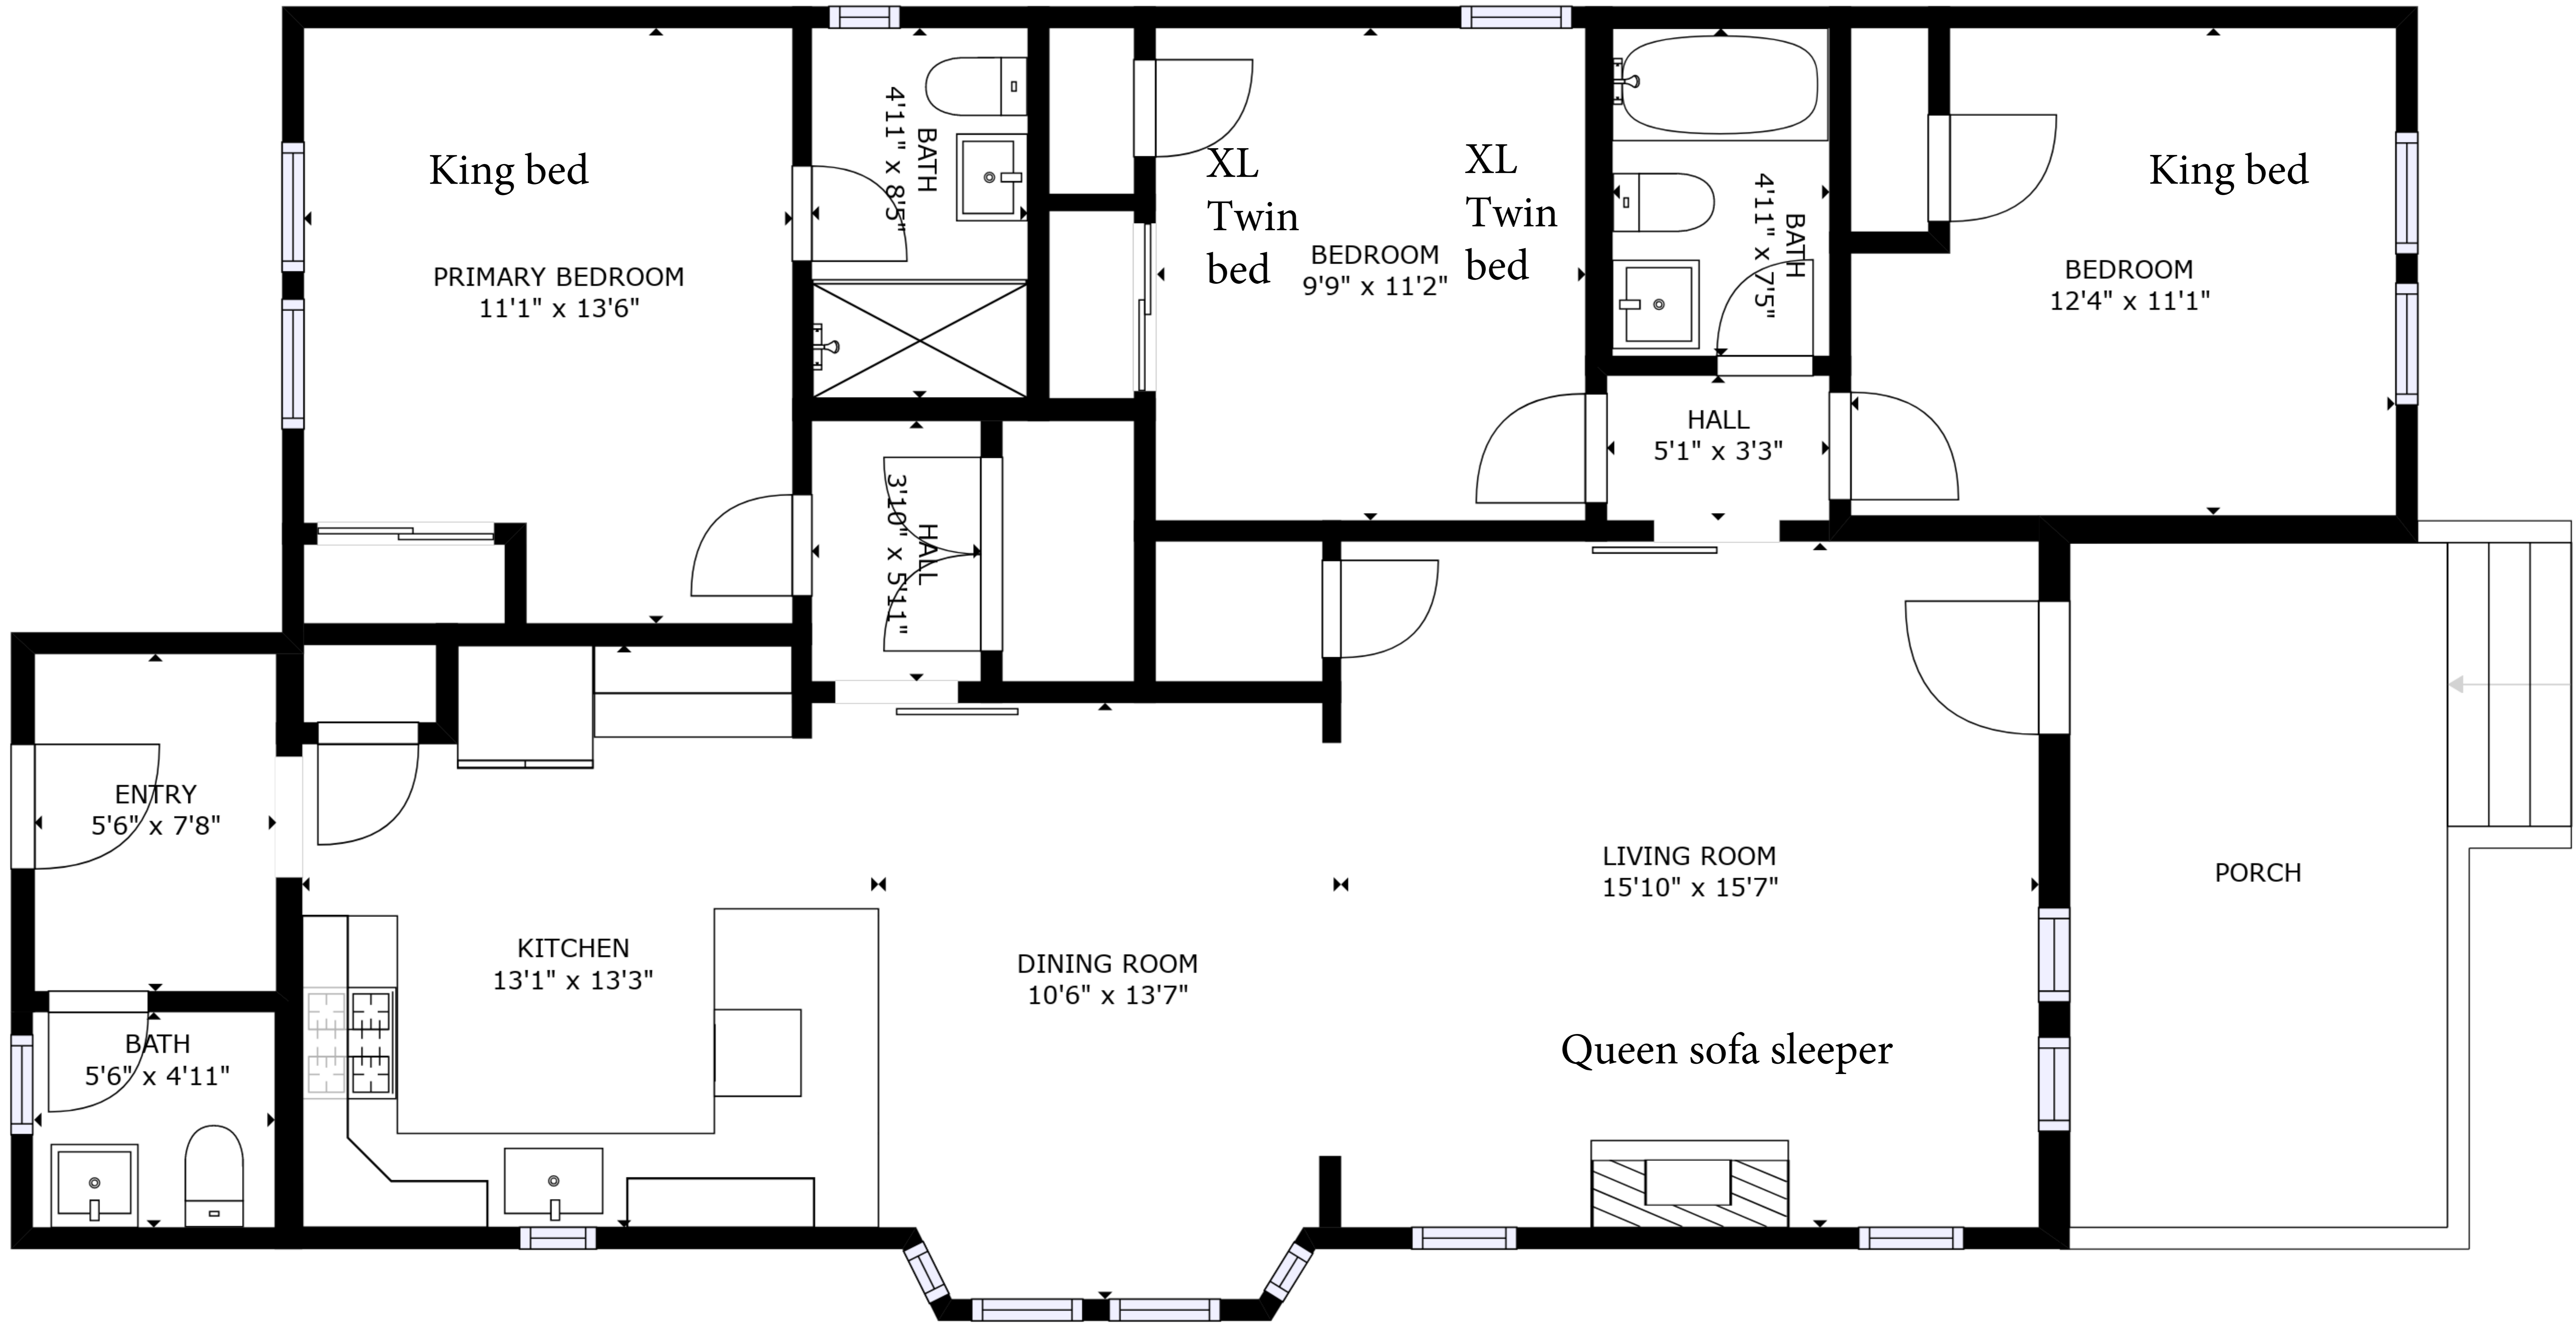 King bed
PRIMARY BEDROOM
11'1" x 13'6"
BATH
4'11" x 8'5"
XL
Twin
bed
XL
Twin
bed
BEDROOM
9'9" x 11'2"
BATH
4'11" x 7'5"
King bed
BEDROOM
12'4" x 11'1"
HALL
5'1" x 3'3"
HALL
3'10" x 5'11"
ENTRY
5'6" x 7'8"
KITCHEN
13'1" x 13'3"
DINING ROOM
10'6" x 13'7"
LIVING ROOM
15'10" x 15'7"
PORCH
BATH
5'6" x 4'11"
Queen sofa sleeper